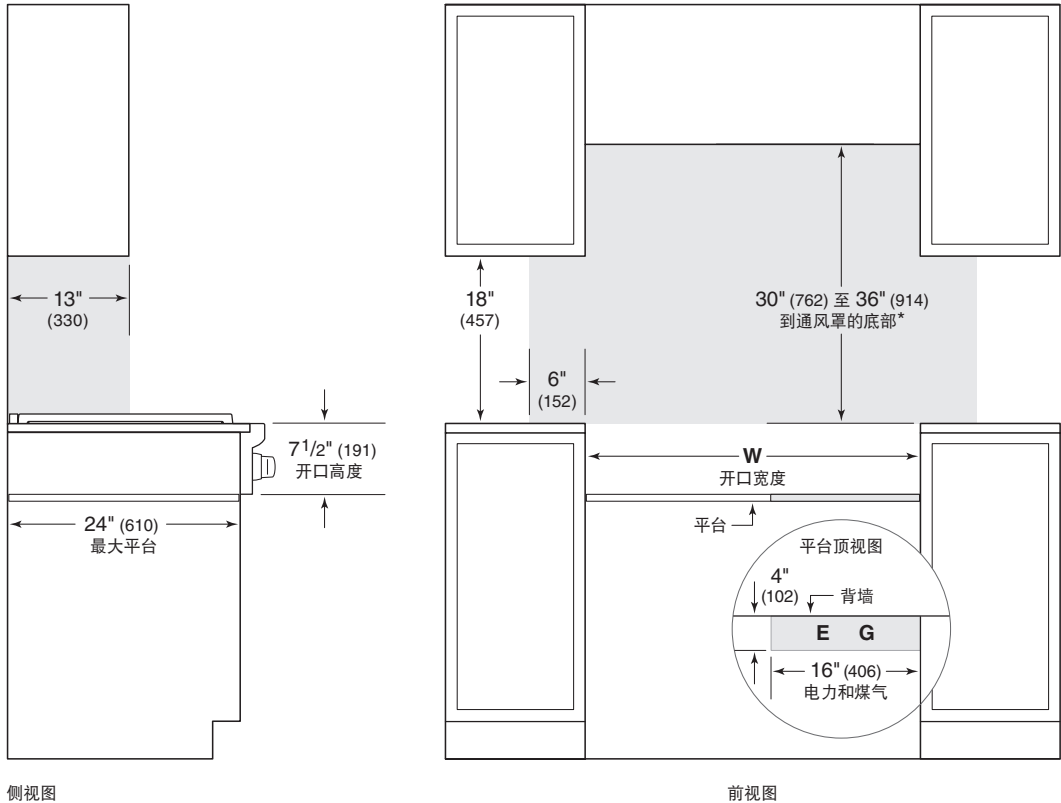 13"
(330)
7 1/2" (191)
开口高度
24" (610)
最大平台
侧视图
18"
(457)
6"
(152)
30" (762) 至 36" (914)
到通风罩的底部*
W
开口宽度
平台
平台顶视图
4"
(102)
背墙
E G
16" (406)
电力和煤气
前视图